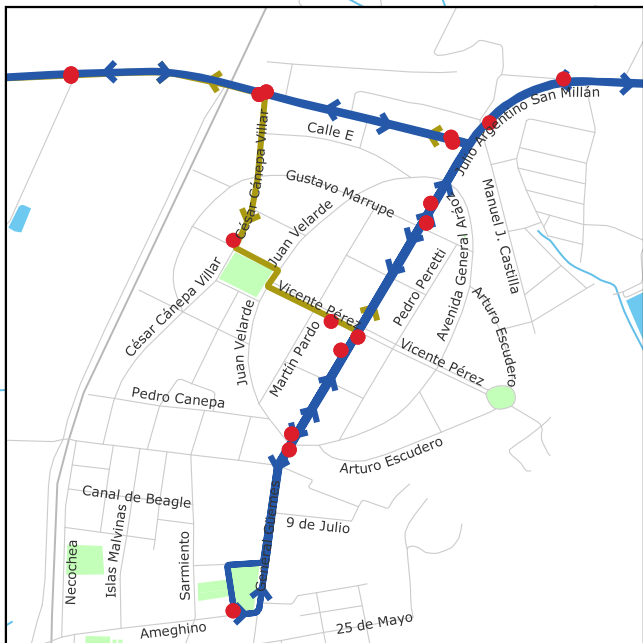 Julio Argentino San Millán
Calle E
César Cánepa Villar
Gustavo Marrupe
Manuel J. Castilla
Juan Velarde
Avenida General Aráoz
Pedro Peretti
César Cánepa Villar
Vicente Pérez
Arturo Escudero
Juan Velarde
Martín Pardo
Vicente Pérez
Pedro Canepa
Arturo Escudero
Canal de Beagle
General Güemes
9 de Julio
Islas Malvinas
Necochea
Sarmiento
Ameghino
25 de Mayo